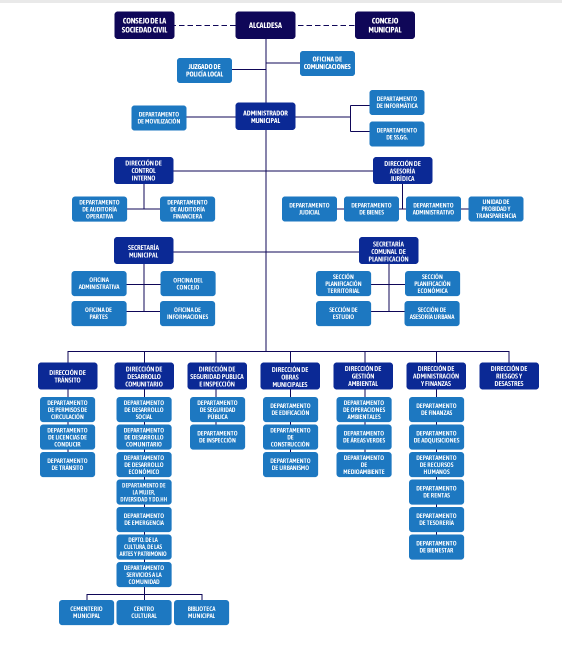 CONSEJO DE LA
SOCIEDAD CIVIL
ALCALDESA
CONCEJO
MUNICIPAL
JUZGADO DE
POLICÍA LOCAL
OFICINA DE
COMUNICACIONES
DEPARTAMENTO
DE MOVILIZACIÓN
ADMINISTRADOR
MUNICIPAL
DEPARTAMENTO
DE INFORMÁTICA
DEPARTAMENTO
DE SS.GG.
DIRECCIÓN DE
CONTROL
INTERNO
DIRECCIÓN DE
ASESORÍA
JURÍDICA
DEPARTAMENTO
DE AUDITORÍA
OPERATIVA
DEPARTAMENTO
DE AUDITORÍA
FINANCIERA
DEPARTAMENTO
JUDICIAL
DEPARTAMENTO
DE BIENES
DEPARTAMENTO
ADMINISTRATIVO
UNIDAD DE
PROBIDAD Y
TRANSPARENCIA
SECRETARÍA
MUNICIPAL
SECRETARÍA
COMUNAL DE
PLANIFICACIÓN
OFICINA
ADMINISTRATIVA
OFICINA DEL
CONCEJO
OFICINA DE
PARTES
OFICINA DE
INFORMACIONES
SECCIÓN
PLANIFICACIÓN
TERRITORIAL
SECCIÓN
PLANIFICACIÓN
ECONÓMICA
SECCIÓN DE
ESTUDIO
SECCIÓN DE
ASESORÍA URBANA
DIRECCIÓN DE
TRÁNSITO
DIRECCIÓN DE
DESARROLLO
COMUNITARIO
DIRECCIÓN DE
SEGURIDAD PUBLICA
E INSPECCIÓN
DIRECCIÓN DE
OBRAS
MUNICIPALES
DIRECCIÓN DE
GESTIÓN
AMBIENTAL
DIRECCIÓN DE
ADMINISTRACIÓN
Y FINANZAS
DIRECCIÓN DE
RIESGOS Y
DESASTRES
DEPARTAMENTO
DE PERMISOS DE
CIRCULACIÓN
DEPARTAMENTO
DE LICENCIAS DE
CONDUCIR
DEPARTAMENTO
DE TRÁNSITO
DEPARTAMENTO
DE DESARROLLO
SOCIAL
DEPARTAMENTO
DE DESARROLLO
COMUNITARIO
DEPARTAMENTO
DE DESARROLLO
ECONÓMICO
DEPARTAMENTO DE
LA MUJER,
DIVERSIDAD Y DD.HH
DEPARTAMENTO
DE EMERGENCIA
DEPTO. DE LA
CULTURA, DE LAS
ARTES Y PATRIMONIO
DEPARTAMENTO
SERVICIOS A LA
COMUNIDAD
CEMENTERIO
MUNICIPAL
CENTRO
CULTURAL
BIBLIOTECA
MUNICIPAL
DEPARTAMENTO
DE SEGURIDAD
PÚBLICA
DEPARTAMENTO
DE INSPECCIÓN
DEPARTAMENTO
DE EDIFICACIÓN
DEPARTAMENTO
DE
CONSTRUCCIÓN
DEPARTAMENTO
DE URBANISMO
DEPARTAMENTO
DE OPERACIONES
AMBIENTALES
DEPARTAMENTO
DE ÁREAS VERDES
DEPARTAMENTO
DE
MEDIOAMBIENTE
DEPARTAMENTO
DE FINANZAS
DEPARTAMENTO
DE ADQUISICIONES
DEPARTAMENTO
DE RECURSOS
HUMANOS
DEPARTAMENTO
DE RENTAS
DEPARTAMENTO
DE TESORERÍA
DEPARTAMENTO
DE BIENESTAR